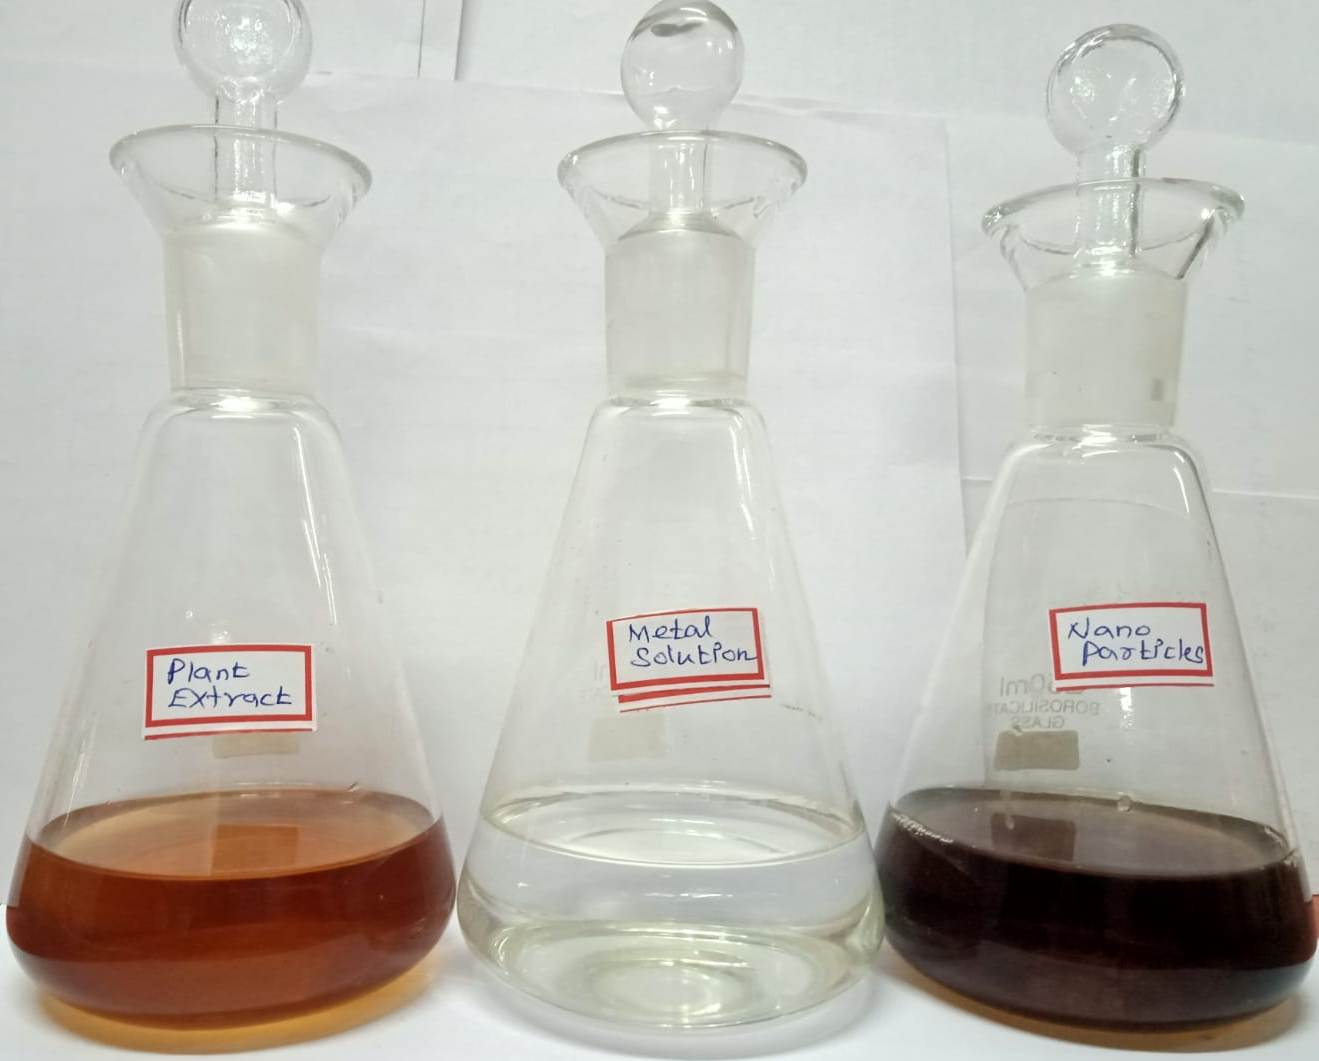 Plant
Extract
Metal
Solution
Nano
Particles
BOROSILICATE
GLASS